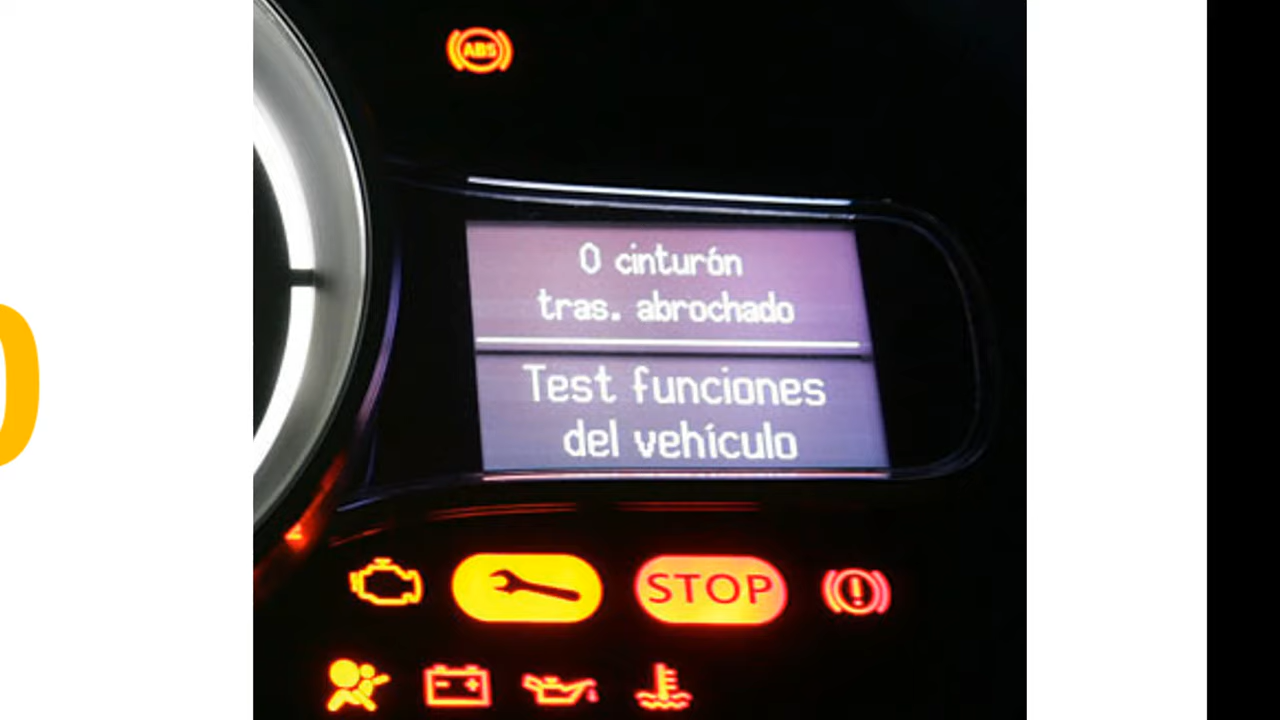 ABS
0 cinturón
tras. abrochado
Test funciones
del vehículo
STOP